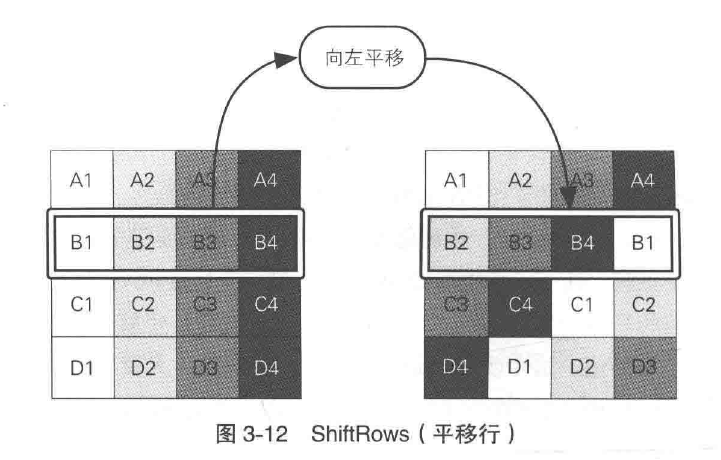 向左平移
A1 A2 A3 A4 A1 A2 A3 A4
B1 B2 B3 B4 B2 B3 B4 B1
C1 C2 C3 C4 C3 C4 C1 C2
D1 D2 D3 D4 D4 D1 D2 D3
图 3-12 ShiftRows（平移行）